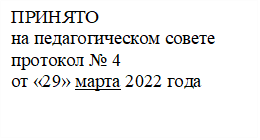 ПРИНЯТО
на педагогическом совете
протокол № 4
от «29» марта 2022 года